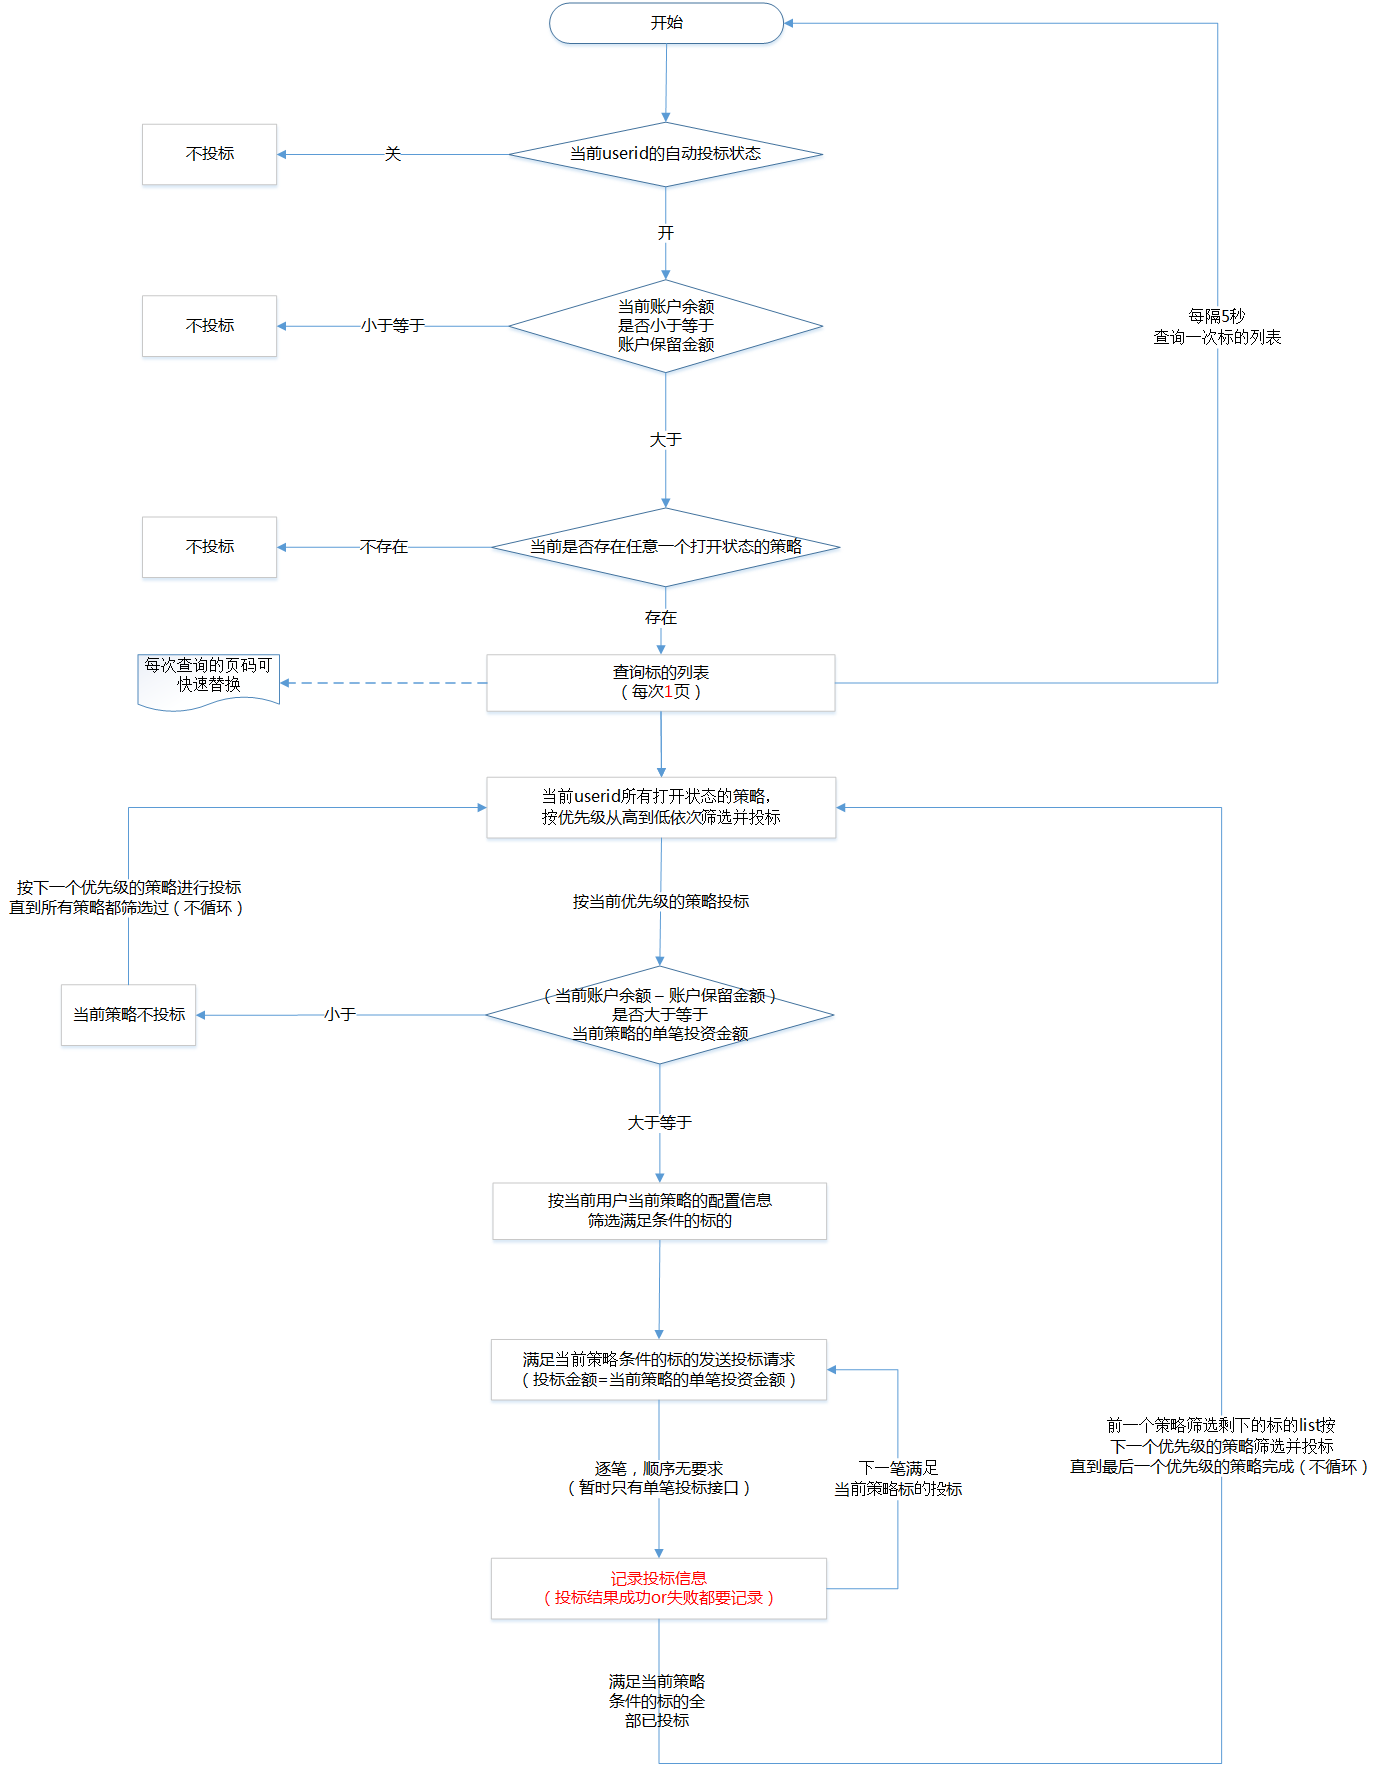 开始
当前userid的自动投标状态
关
不投标
开
当前账户余额
是否小于等于
账户保留金额
小于等于
不投标
每隔5秒
查询一次标的列表
大于
当前是否存在任意一个打开状态的策略
不存在
不投标
存在
查询标的列表
（每次1页）
每次查询的页码可
快速替换
当前userid所有打开状态的策略，
按优先级从高到低依次筛选并投标
按下一个优先级的策略进行投标
直到所有策略都筛选过（不循环）
按当前优先级的策略投标
（当前账户余额 – 账户保留金额）
是否大于等于
当前策略的单笔投资金额
小于
当前策略不投标
大于等于
按当前用户当前策略的配置信息
筛选满足条件的标的
满足当前策略条件的标的发送投标请求
（投标金额=当前策略的单笔投资金额）
逐笔，顺序无要求
（暂时只有单笔投标接口）
下一笔满足
当前策略标的投标
前一个策略筛选剩下的标的list按
下一个优先级的策略筛选并投标
直到最后一个优先级的策略完成（不循环）
记录投标信息
（投标结果成功or失败都要记录）
满足当前策略
条件的标的全
部已投标